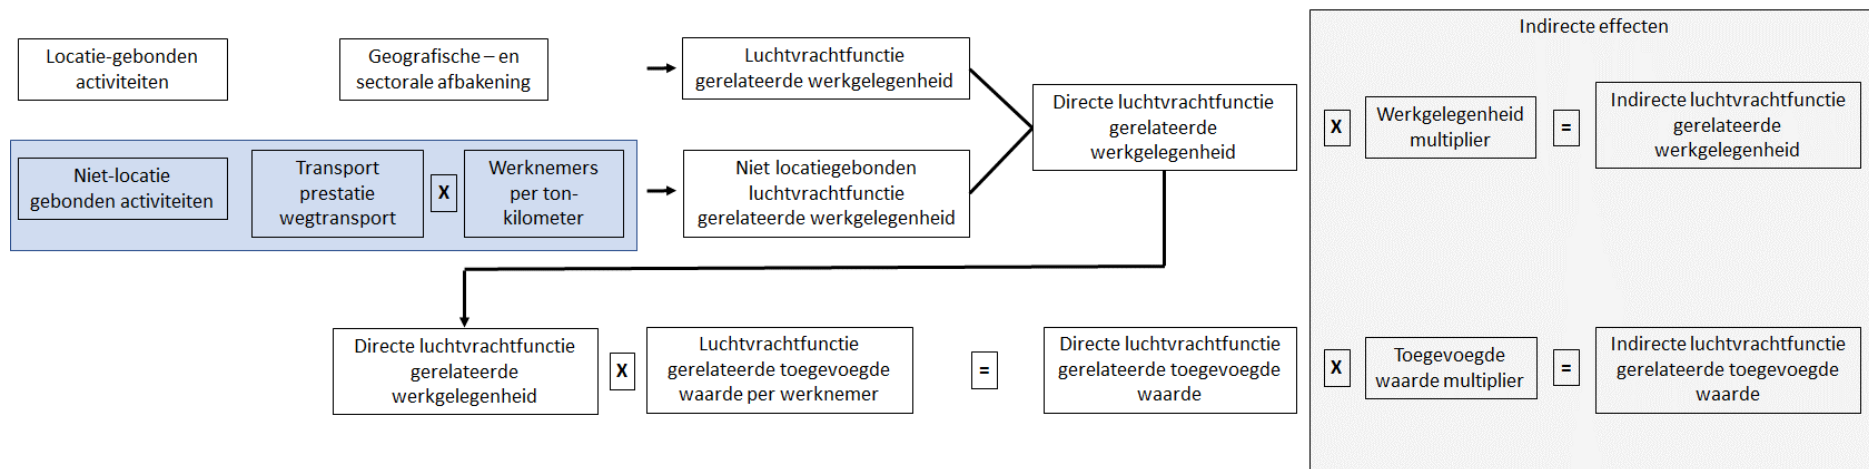 Indirecte effecten
Locatie-gebonden
activiteiten
Geografische – en
sectorale afbakening
Luchtvrachtfunctie
gerelateerde werkgelegenheid
Directe luchtvrachtfunctie
gerelateerde
werkgelegenheid
X
Werkgelegenheid
multiplier
=
Indirecte luchtvrachtfunctie
gerelateerde
werkgelegenheid
Niet-locatie
gebonden activiteiten
Transport
prestatie
wegtransport
X
Werknemers
per ton-
kilometer
Niet locatiegebonden
luchtvrachtfunctie
gerelateerde werkgelegenheid
Directe luchtvrachtfunctie
gerelateerde
werkgelegenheid
X
Luchtvrachtfunctie
gerelateerde toegevoegde
waarde per werknemer
=
Directe luchtvrachtfunctie
gerelateerde toegevoegde
waarde
X
Toegevoegde
waarde multiplier
=
Indirecte luchtvrachtfunctie
gerelateerde toegevoegde
waarde